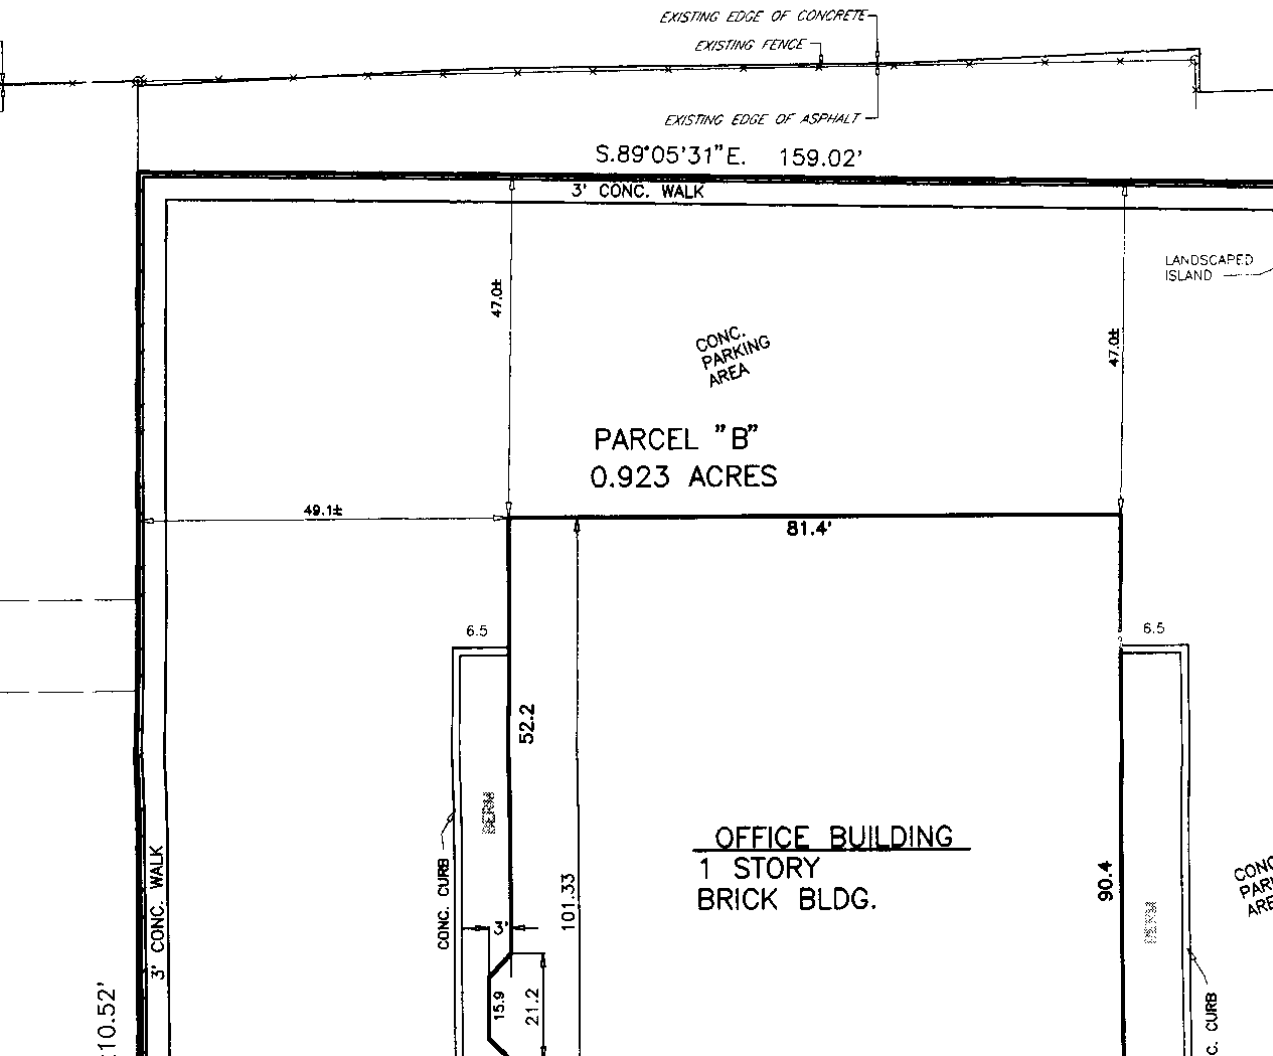 EXISTING EDGE OF CONCRETE
EXISTING FENCE
EXISTING EDGE OF ASPHALT
S.89°05'31"E. 159.02'
3' CONC. WALK
LANDSCAPED
ISLAND
47.0±
47.0±
CONC.
PARKING
AREA
PARCEL "B"
0.923 ACRES
49.1±
81.4'
6.5
6.5
52.2
BERM
OFFICE BUILDING
1 STORY
BRICK BLDG.
90.4
101.33
CONC. CURB
3' CONC. WALK
3'
BERM
15.9
21.2
10.52'
CURB